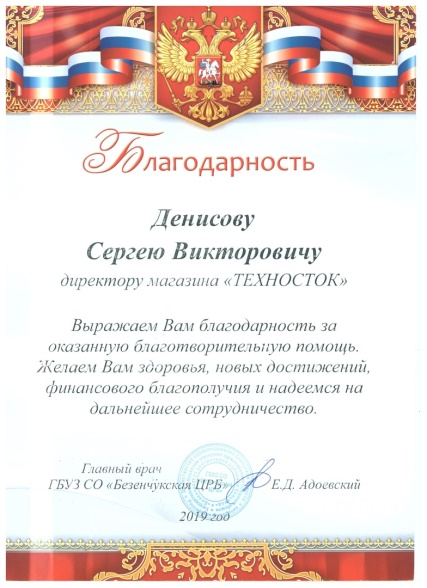 Благодарность
Денисову
Сергею Викторовичу
директору магазина «ТЕХНОСТОК»
Выражаем Вам благодарность за
оказанную благотворительную помощь.
Желаем Вам здоровья, новых достижений,
финансового благополучия и надеемся на
дальнейшее сотрудничество.
Главный врач
ГБУЗ СО «Безенчукская ЦРБ» Е.Д. Адоевский
2019 год